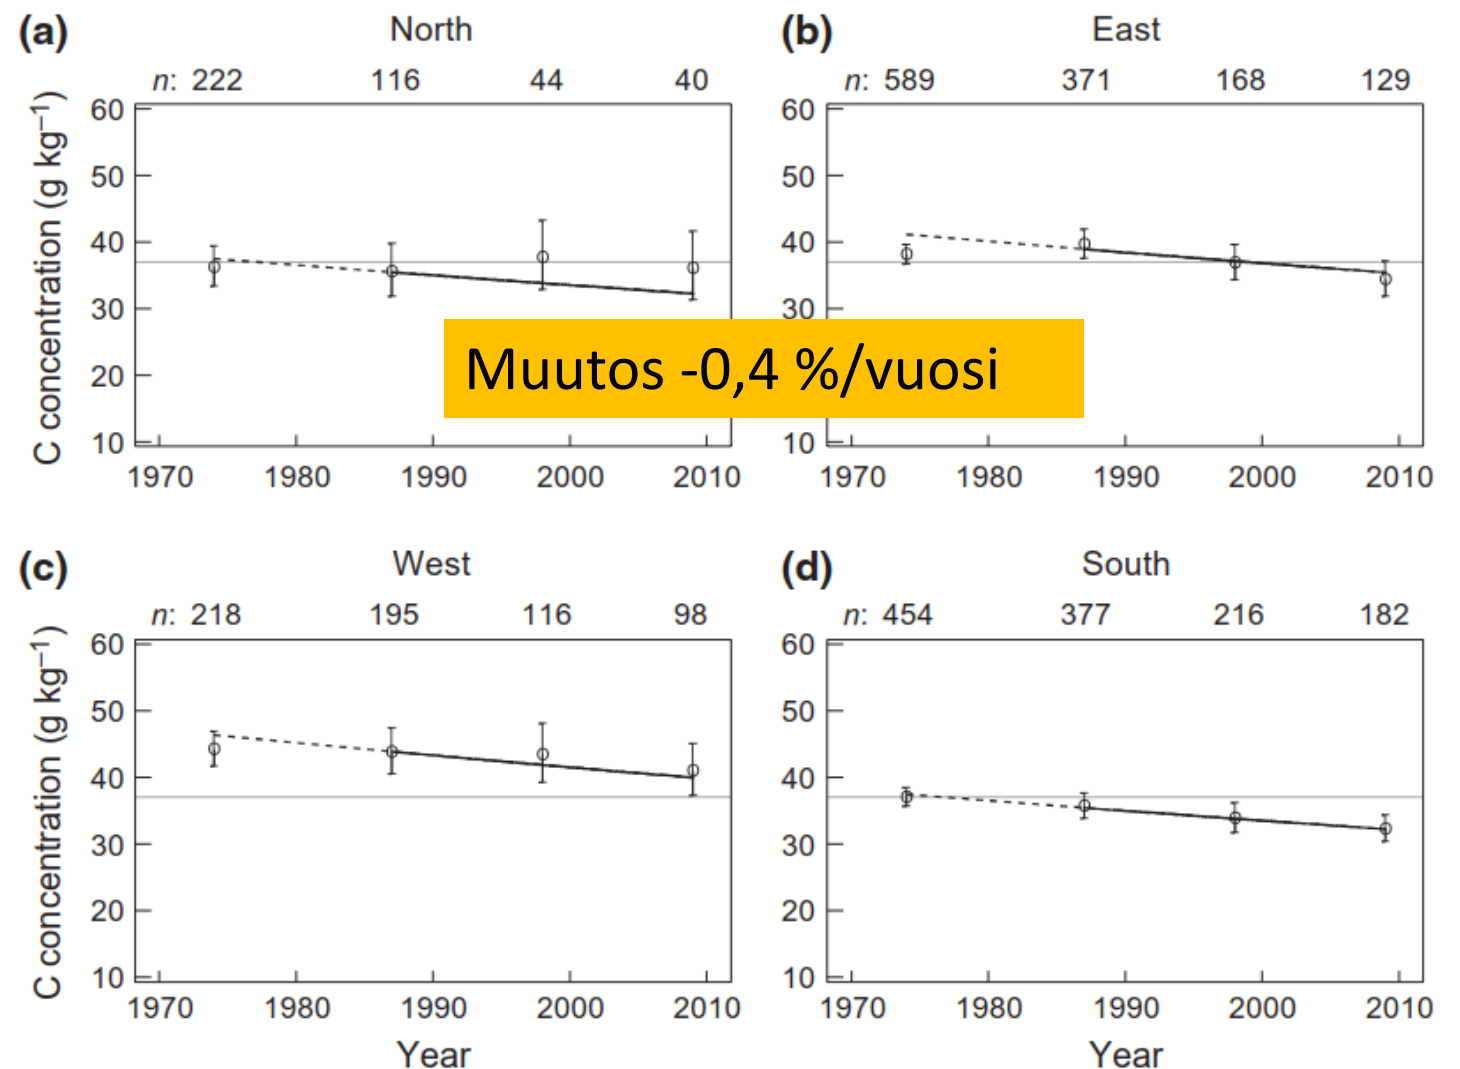 (a) North (b) East
n: 222 116 44 40 n: 589 371 168 129
C concentration (g kg⁻¹)
60 60
50 50
40 40
30 30
20
10 10
Muutos -0,4 %/vuosi
1970 1980 1990 2000 2010 1970 1980 1990 2000 2010
(c) West (d) South
n: 218 195 116 98 n: 454 377 216 182
C concentration (g kg⁻¹)
60 60
50 50
40 40
30 30
20 20
10 10
1970 1980 1990 2000 2010 1970 1980 1990 2000 2010
Year Year